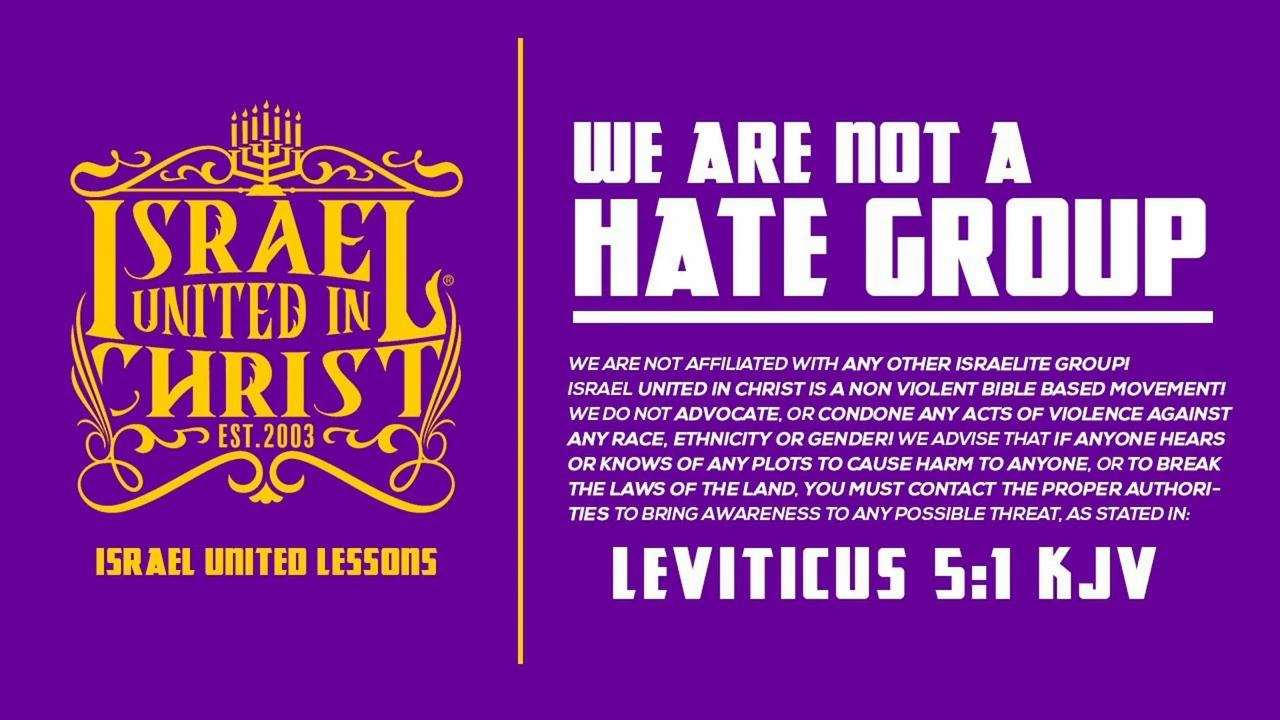 ISRAEL
UNITED IN
CHRIST
®
EST.2003
ISRAEL UNITED LESSONS
WE ARE NOT A
HATE GROUP
WE ARE NOT AFFILIATED WITH ANY OTHER ISRAELITE GROUP!
ISRAEL UNITED IN CHRIST IS A NON VIOLENT BIBLE BASED MOVEMENT!
WE DO NOT ADVOCATE, OR CONDONE ANY ACTS OF VIOLENCE AGAINST
ANY RACE, ETHNICITY OR GENDER! WE ADVISE THAT IF ANYONE HEARS
OR KNOWS OF ANY PLOTS TO CAUSE HARM TO ANYONE, OR TO BREAK
THE LAWS OF THE LAND, YOU MUST CONTACT THE PROPER AUTHORI-
TIES TO BRING AWARENESS TO ANY POSSIBLE THREAT, AS STATED IN:
LEVITICUS 5:1 KJV